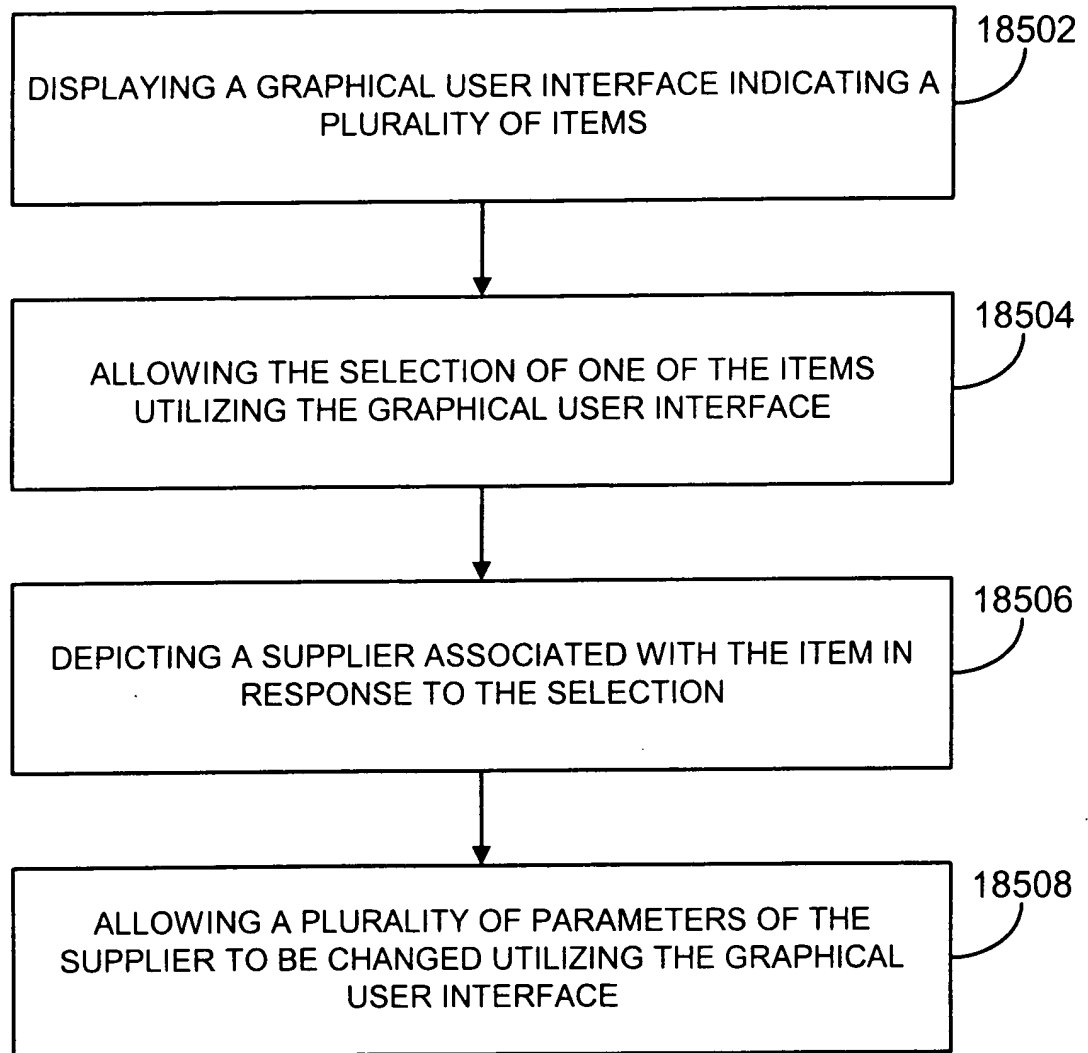 18502
DISPLAYING A GRAPHICAL USER INTERFACE INDICATING A
PLURALITY OF ITEMS
18504
ALLOWING THE SELECTION OF ONE OF THE ITEMS
UTILIZING THE GRAPHICAL USER INTERFACE
18506
DEPICTING A SUPPLIER ASSOCIATED WITH THE ITEM IN
RESPONSE TO THE SELECTION
18508
ALLOWING A PLURALITY OF PARAMETERS OF THE
SUPPLIER TO BE CHANGED UTILIZING THE GRAPHICAL
USER INTERFACE